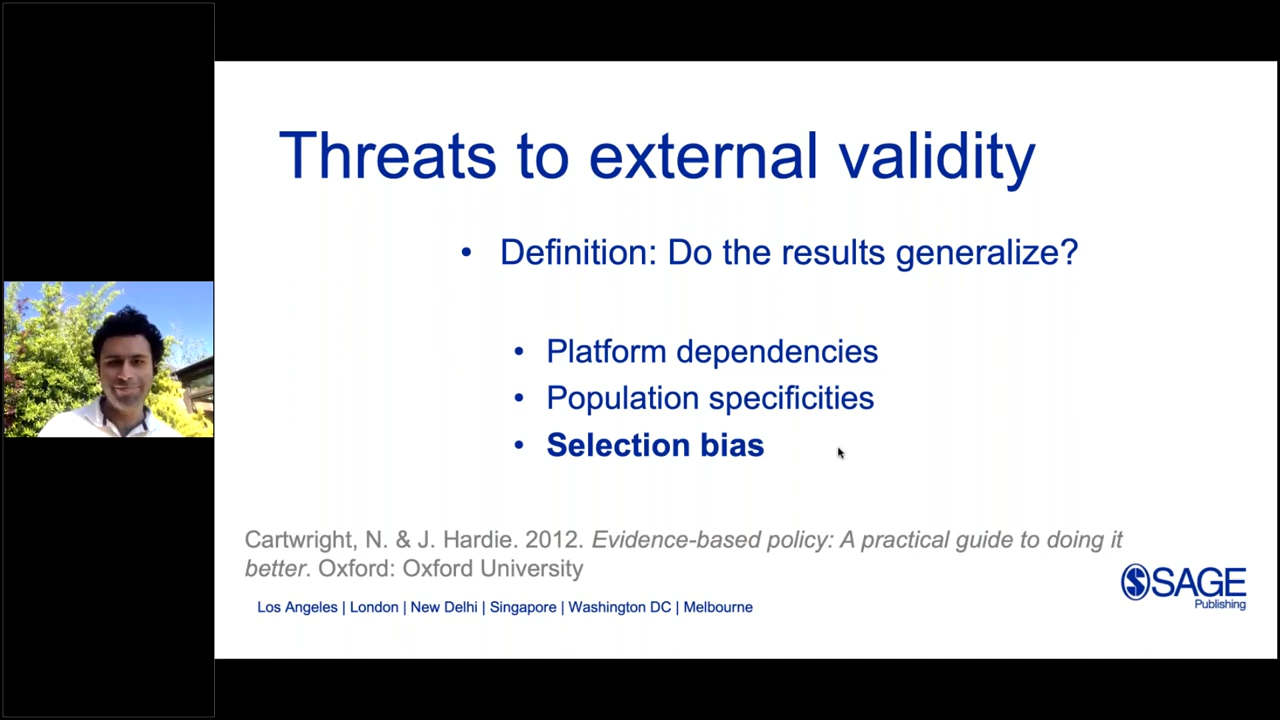 Threats to external validity
• Definition: Do the results generalize?
• Platform dependencies
• Population specificities
• Selection bias
Cartwright, N. & J. Hardie. 2012. Evidence-based policy: A practical guide to doing it
better. Oxford: Oxford University
Los Angeles | London | New Delhi | Singapore | Washington DC | Melbourne
SAGE
Publishing